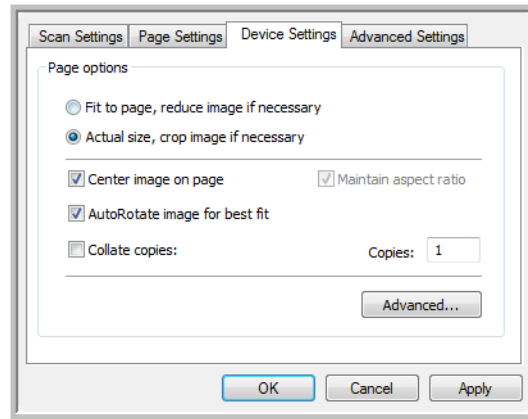 Scan Settings Page Settings Device Settings Advanced Settings
Page options
Fit to page, reduce image if necessary
Actual size, crop image if necessary
Center image on page Maintain aspect ratio
AutoRotate image for best fit
Collate copies: Copies: 1
Advanced...
OK Cancel Apply